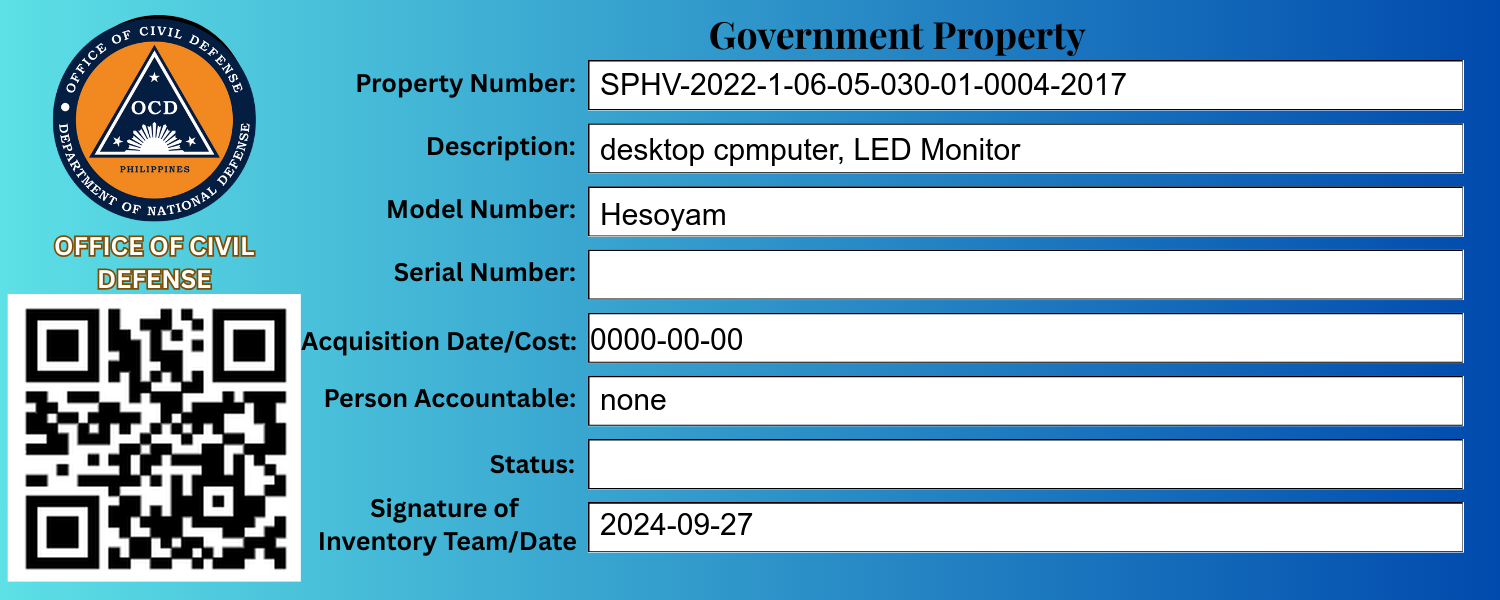 Government Property
OFFICE OF CIVIL DEFENSE
DEPARTMENT OF NATIONAL DEFENSE
OCD
PHILIPPINES
OFFICE OF CIVIL
DEFENSE
Property Number: SPHV-2022-1-06-05-030-01-0004-2017
Description: desktop cpmputer, LED Monitor
Model Number: Hesoyam
Serial Number:
Acquisition Date/Cost: 0000-00-00
Person Accountable: none
Status:
Signature of
Inventory Team/Date 2024-09-27